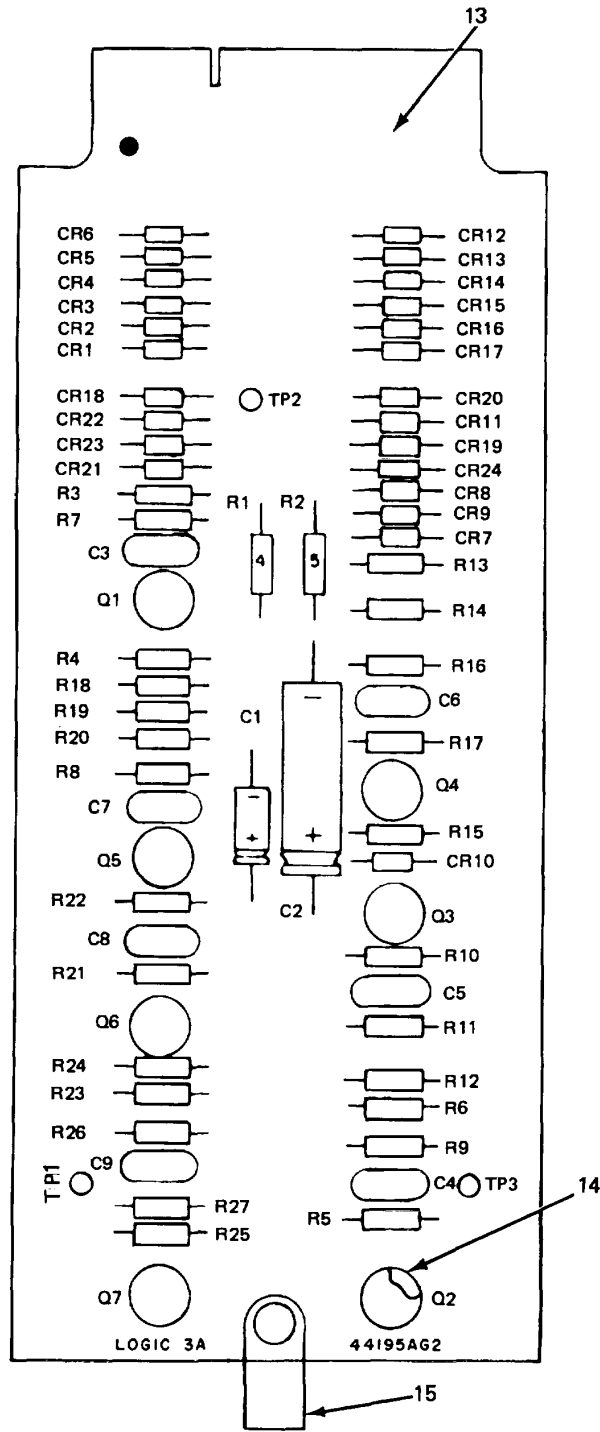 13
CR6 CR12
CR5 CR13
CR4 CR14
CR3 CR15
CR2 CR16
CR1 CR17
CR18 TP2 CR20
CR22 CR11
CR23 CR19
CR21 CR24
R3 R1 R2 CR8
R7 CR9
CR7
C3 4 5 R13
Q1 R14
R4 R16
R18
R19 C1 − C6
R20 R17
R8
C7 − Q4
+ + R15
Q5 CR10
R22 C2 Q3
C8 R10
R21 C5
Q6 R11
R24 R12
R23 R6
R26 R9
C9
TP1 C4 TP3 14
R27 R5
R25
Q7 Q2
LOGIC 3A 44195AG2
15